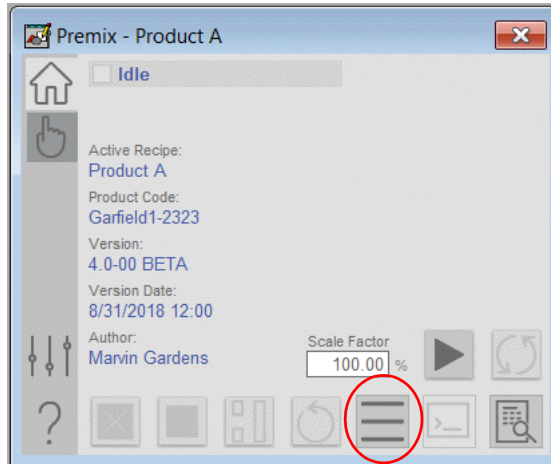 Premix - Product A
Idle
Active Recipe:
Product A
Product Code:
Garfield1-2323
Version:
4.0-00 BETA
Version Date:
8/31/2018 12:00
Author:
Marvin Gardens
Scale Factor
100.00 %
?